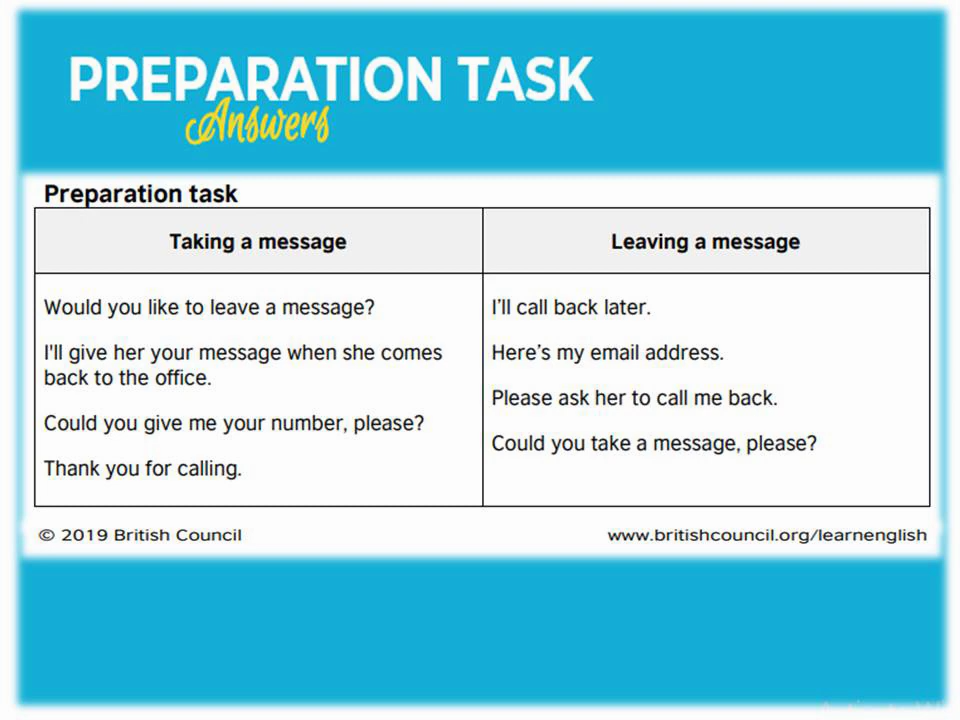 PREPARATION TASK
Answers
Preparation task
Taking a message
Leaving a message
Would you like to leave a message?
I'll give her your message when she comes
back to the office.
Could you give me your number, please?
Thank you for calling.
I’ll call back later.
Here’s my email address.
Please ask her to call me back.
Could you take a message, please?
© 2019 British Council
www.britishcouncil.org/learnenglish